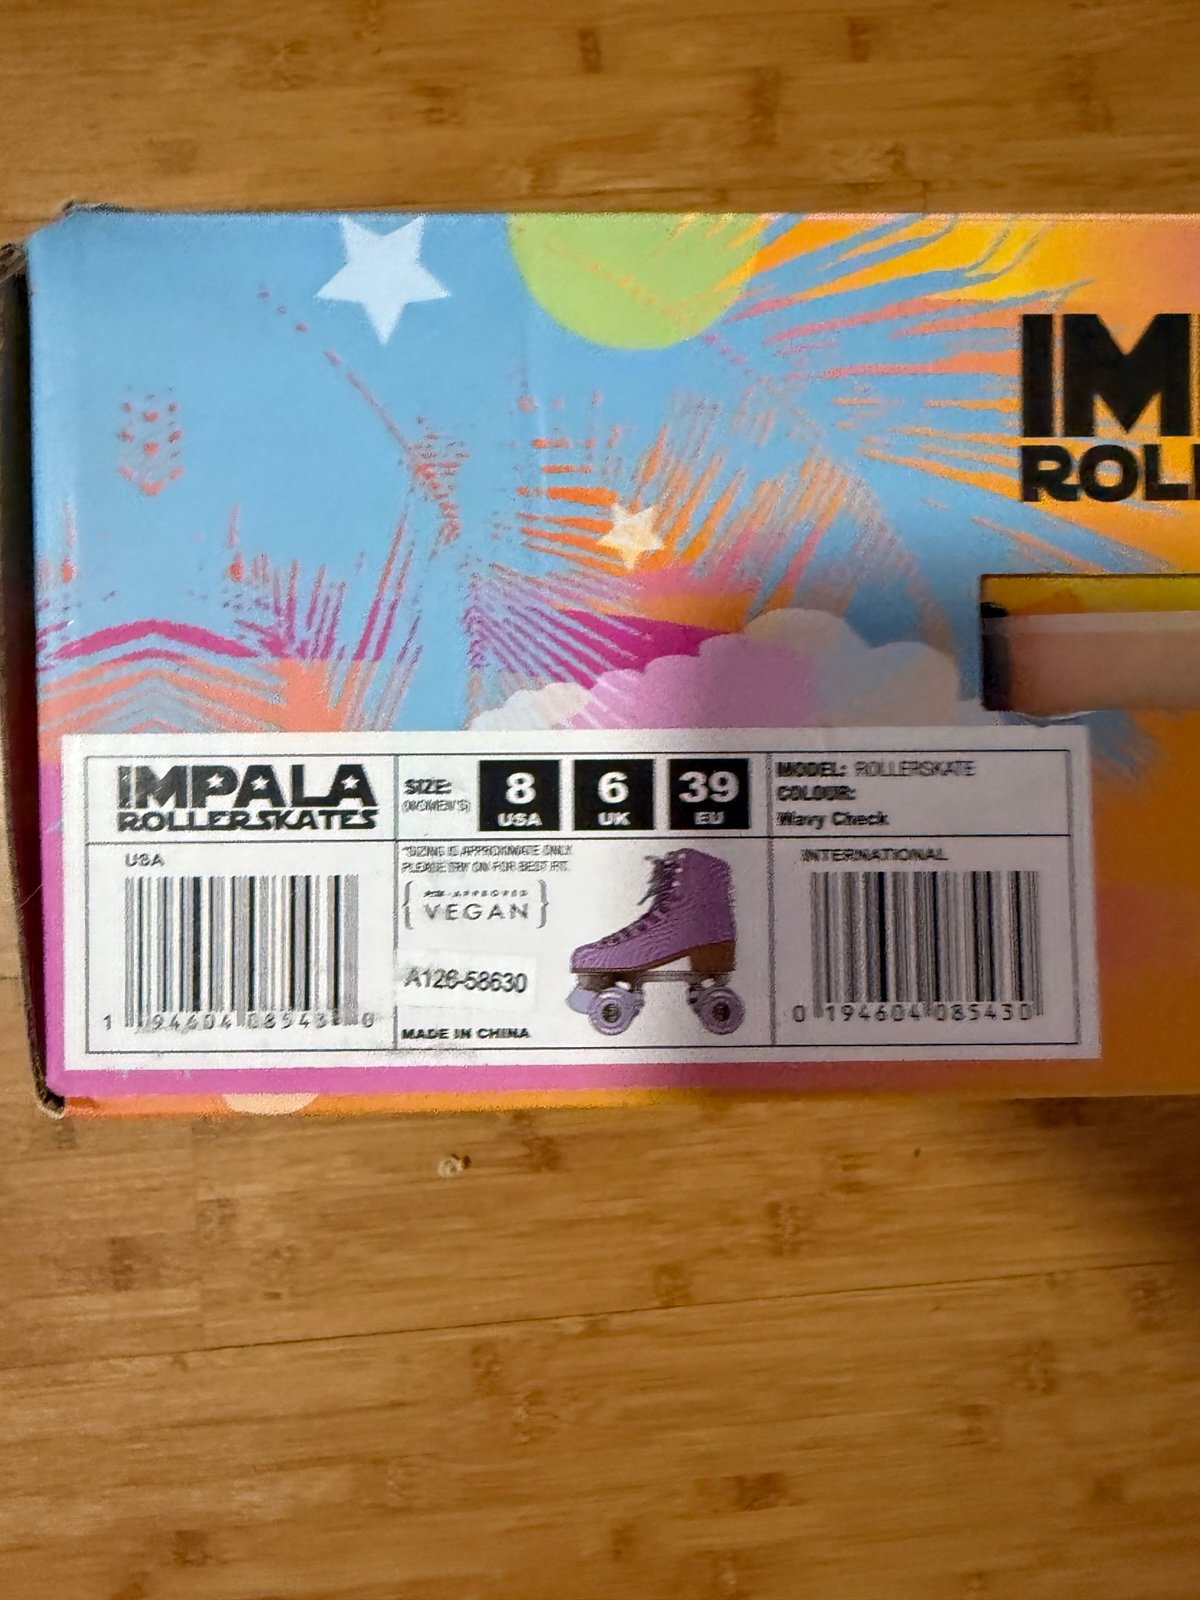 IM
ROLL
IMPALA
ROLLERSKATES
SIZE:
(WOMEN'S)
8
USA
6
UK
39
EU
MODEL: ROLLERSKATE
COLOUR:
Wavy Check
USA
*SIZING IS APPROXIMATE ONLY.
PLEASE TRY ON FOR BEST FIT.
APPROVED
VEGAN
A126-58630
MADE IN CHINA
INTERNATIONAL
0 194604 085430